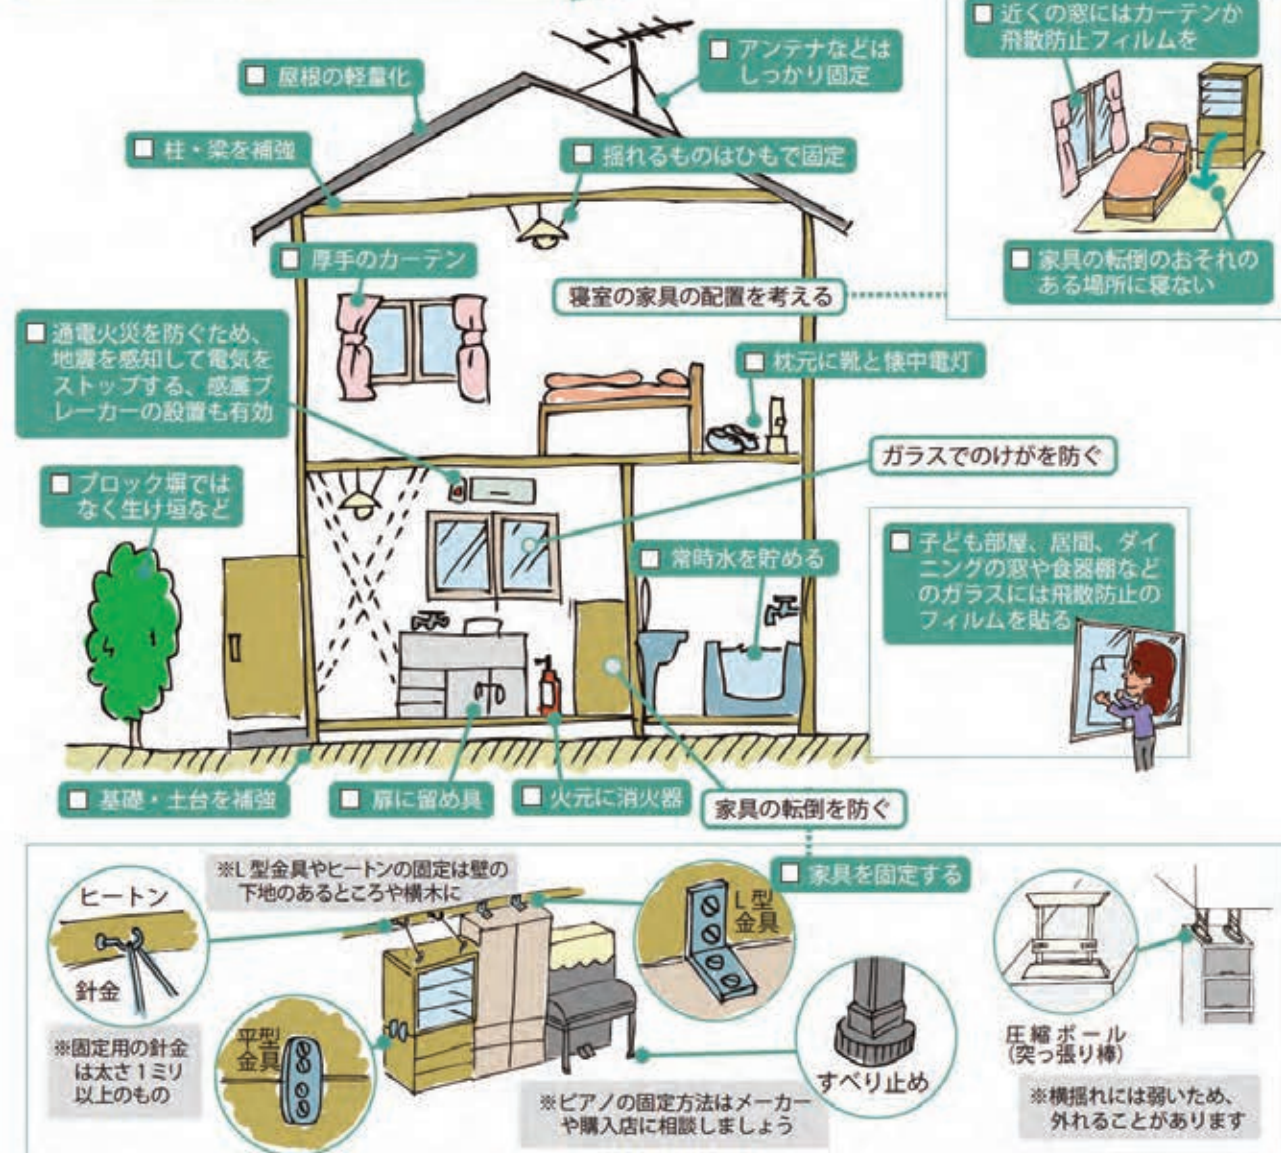 □ 近くの窓にはカーテンか
飛散防止フィルムを
□ アンテナなどは
しっかり固定
□ 屋根の軽量化
□ 柱・梁を補強
□ 揺れるものはひもで固定
□ 厚手のカーテン
□ 家具の転倒のおそれの
ある場所に寝ない
寝室の家具の配置を考える
□ 通電火災を防ぐため、
地震を感知して電気を
ストップする、感震ブ
レーカーの設置も有効
□ 枕元に靴と懐中電灯
ガラスでのけがを防ぐ
□ ブロック塀では
なく生け垣など
□ 常時水を貯める
□ 子ども部屋、居間、ダイ
ニングの窓や食器棚など
のガラスには飛散防止の
フィルムを貼る
□ 基礎・土台を補強
□ 扉に留め具
□ 火元に消火器
家具の転倒を防ぐ
□ 家具を固定する
※L型金具やヒートンの固定は壁の
下地のあるところや横木に
ヒートン
針金
※固定用の針金
は太さ1ミリ
以上のもの
平型
金具
L型
金具
すべり止め
※ピアノの固定方法はメーカー
や購入店に相談しましょう
圧縮ポール
(突っ張り棒)
※横揺れには弱いため、
外れることがあります